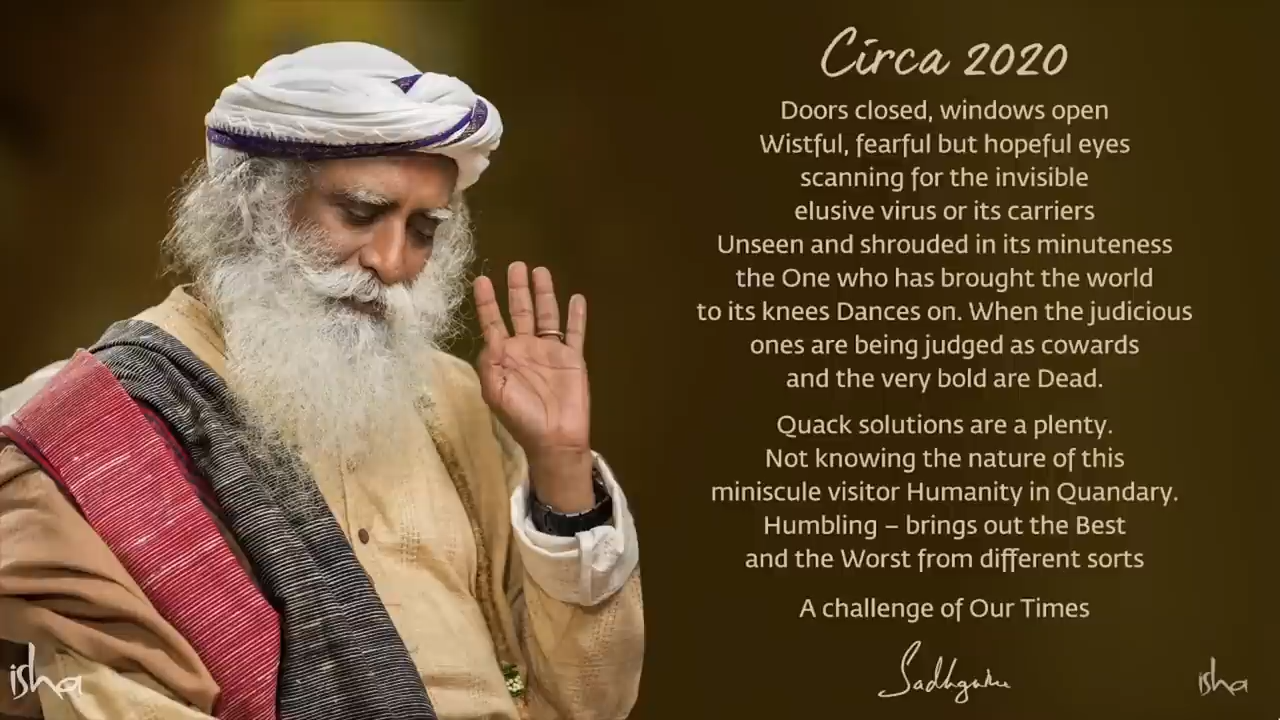 Circa 2020
Doors closed, windows open
Wistful, fearful but hopeful eyes
scanning for the invisible
elusive virus or its carriers
Unseen and shrouded in its minuteness
the One who has brought the world
to its knees Dances on. When the judicious
ones are being judged as cowards
and the very bold are Dead.
Quack solutions are a plenty.
Not knowing the nature of this
miniscule visitor Humanity in Quandary.
Humbling – brings out the Best
and the Worst from different sorts
A challenge of Our Times
Sadhguru
isha
isha